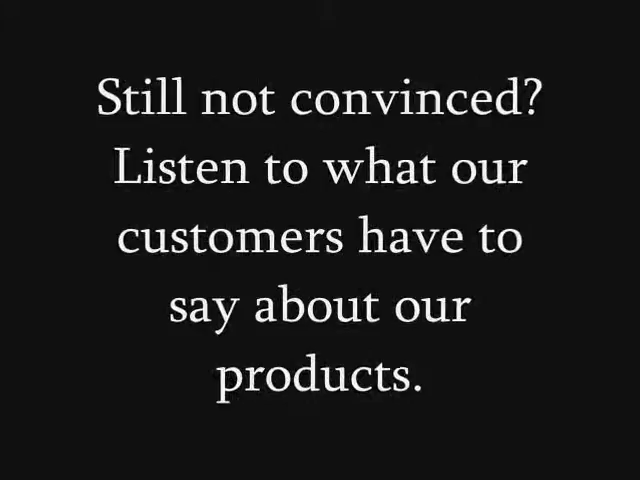 Still not convinced?
Listen to what our
customers have to
say about our
products.